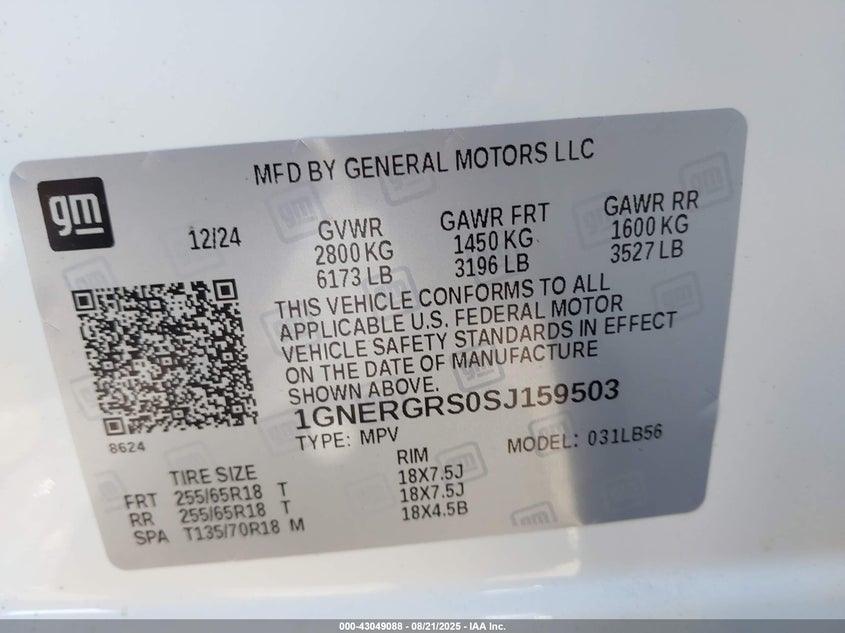 gm
MFD BY GENERAL MOTORS LLC
12/24
GVWR GAWR FRT GAWR RR
2800 KG 1450 KG 1600 KG
6173 LB 3196 LB 3527 LB
THIS VEHICLE CONFORMS TO ALL
APPLICABLE U.S. FEDERAL MOTOR
VEHICLE SAFETY STANDARDS IN EFFECT
ON THE DATE OF MANUFACTURE
SHOWN ABOVE.
1GNERGRS0SJ159503
8624
TYPE: MPV MODEL: 031LB56
TIRE SIZE RIM
FRT 255/65R18 T 18X7.5J
RR 255/65R18 T 18X7.5J
SPA T135/70R18 M 18X4.5B
000-43049088 - 08/21/2025 - IAA Inc.